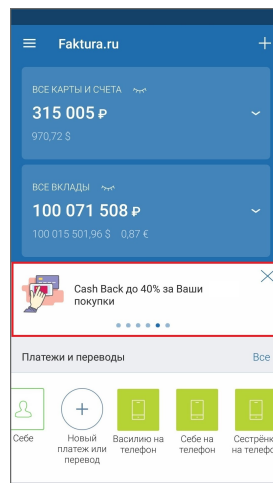 Faktura.ru
ВСЕ КАРТЫ И СЧЕТА
315 005 ₽
970,72 $
ВСЕ ВКЛАДЫ
100 071 508 ₽
100 015 501,96 $ 0,87 €
Cash Back до 40% за Ваши
покупки
Платежи и переводы Все
Себе Новый Василию на Себе на Сестрёнк
платеж или телефон телефон на телефо
перевод